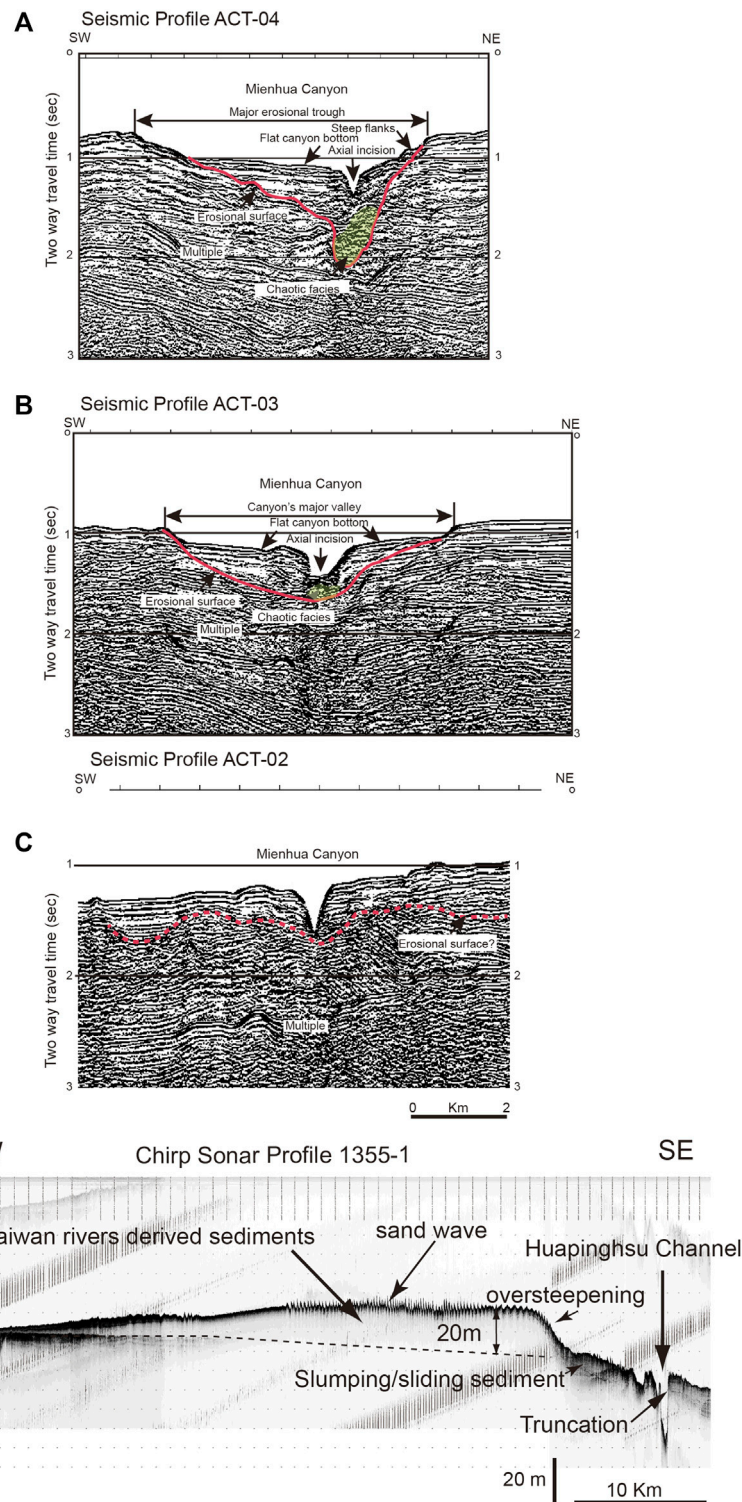 A
Seismic Profile ACT-04
SW
NE
o
o
Mienhua Canyon
Major erosional trough
Steep flanks
Flat canyon bottom
Axial incision
1
1
Erosional surface
Multiple
2
2
Chaotic facies
3
3
Two way travel time (sec)
B
Seismic Profile ACT-03
SW
NE
o
o
Mienhua Canyon
Canyon's major valley
Flat canyon bottom
Axial incision
1
1
Erosional surface
Chaotic facies
Multiple
2
2
3
3
Two way travel time (sec)
Seismic Profile ACT-02
SW
NE
o
o
C
Mienhua Canyon
1
1
Erosional surface?
2
2
Multiple
3
3
Two way travel time (sec)
0 Km 2
Chirp Sonar Profile 1355-1
SE
aiwan rivers derived sediments
sand wave
Huapinghsu Channel
oversteepening
20m
Slumping/sliding sediment
Truncation
20 m
10 Km